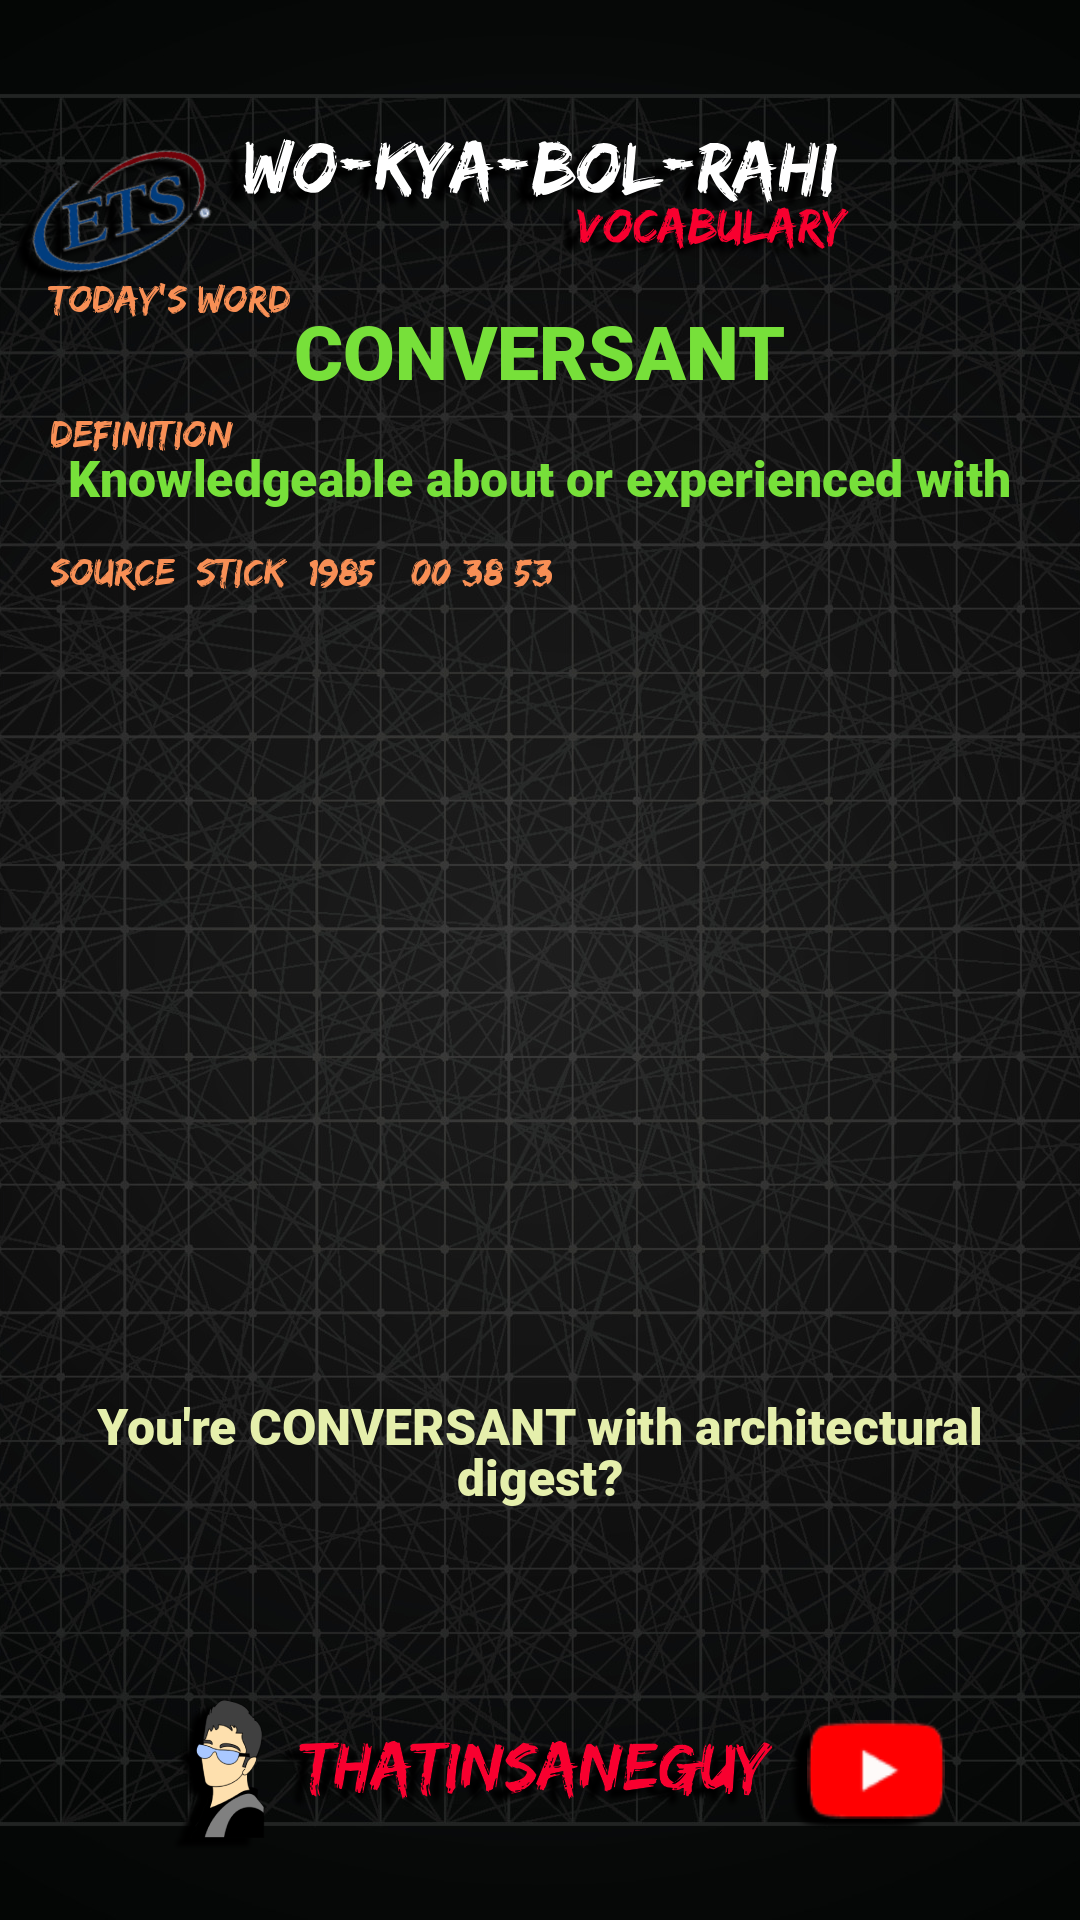 WO-KYA-BOL-RAHI
ETS
VOCABULARY
TODAY'S WORD
CONVERSANT
DEFINITION
Knowledgeable about or experienced with
SOURCE STICK 1985 00 38 53
You're CONVERSANT with architectural
digest?
THATINSANEGUY